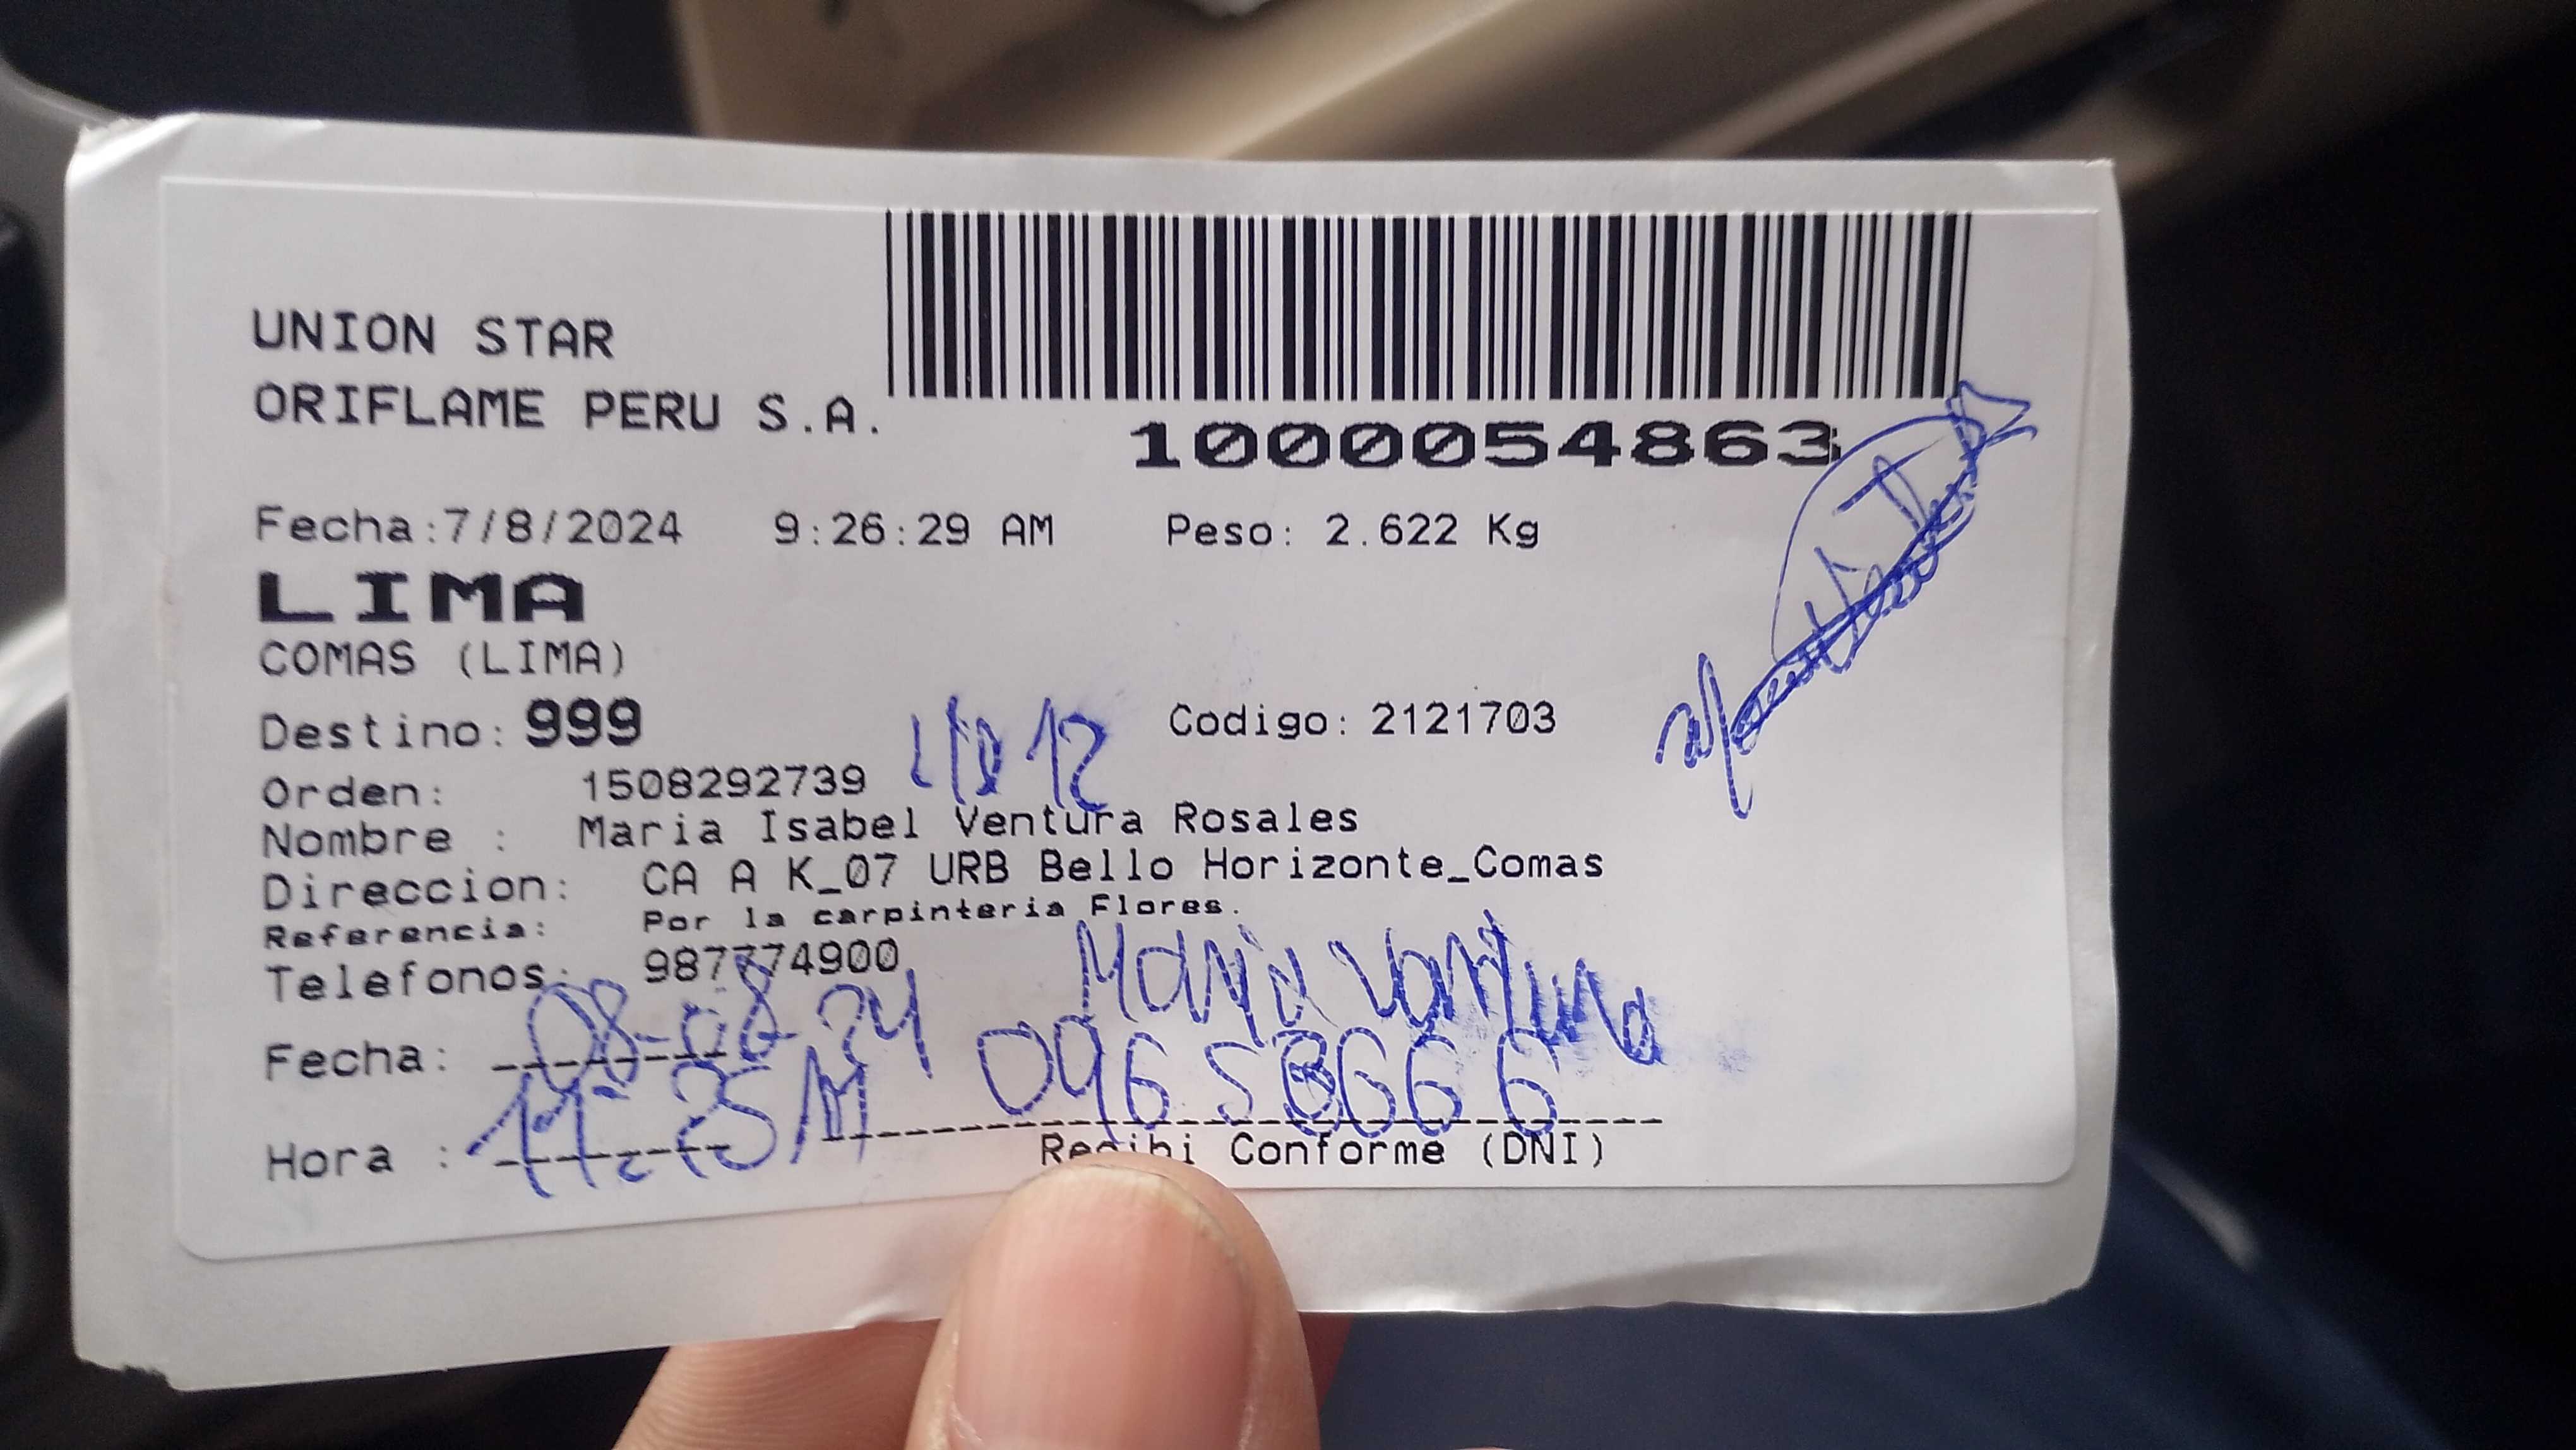 UNION STAR
ORIFLAME PERU S.A.
1000054863
Fecha:7/8/2024 9:26:29 AM Peso: 2.622 Kg
LIMA
COMAS (LIMA)
Destino: 999 Codigo: 2121703
Orden: 1508292739
Nombre : Maria Isabel Ventura Rosales
Direccion: CA A K_07 URB Bello Horizonte_Comas
Referencia: Por la carpinteria Flores.
Telefonos: 987774900
Maria Ventura
Fecha: 08-08-24
Hora : 11:25
Recibi Conforme (DNI)